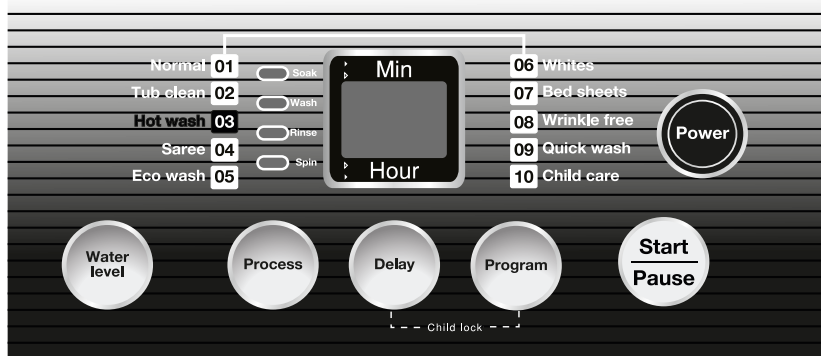 Normal 01
Tub clean 02
Hot wash 03
Saree 04
Eco wash 05
Soak
Wash
Rinse
Spin
Min
Hour
06 Whites
07 Bed sheets
08 Wrinkle free
09 Quick wash
10 Child care
Power
Water
level
Process
Delay
Program
Start
Pause
Child lock